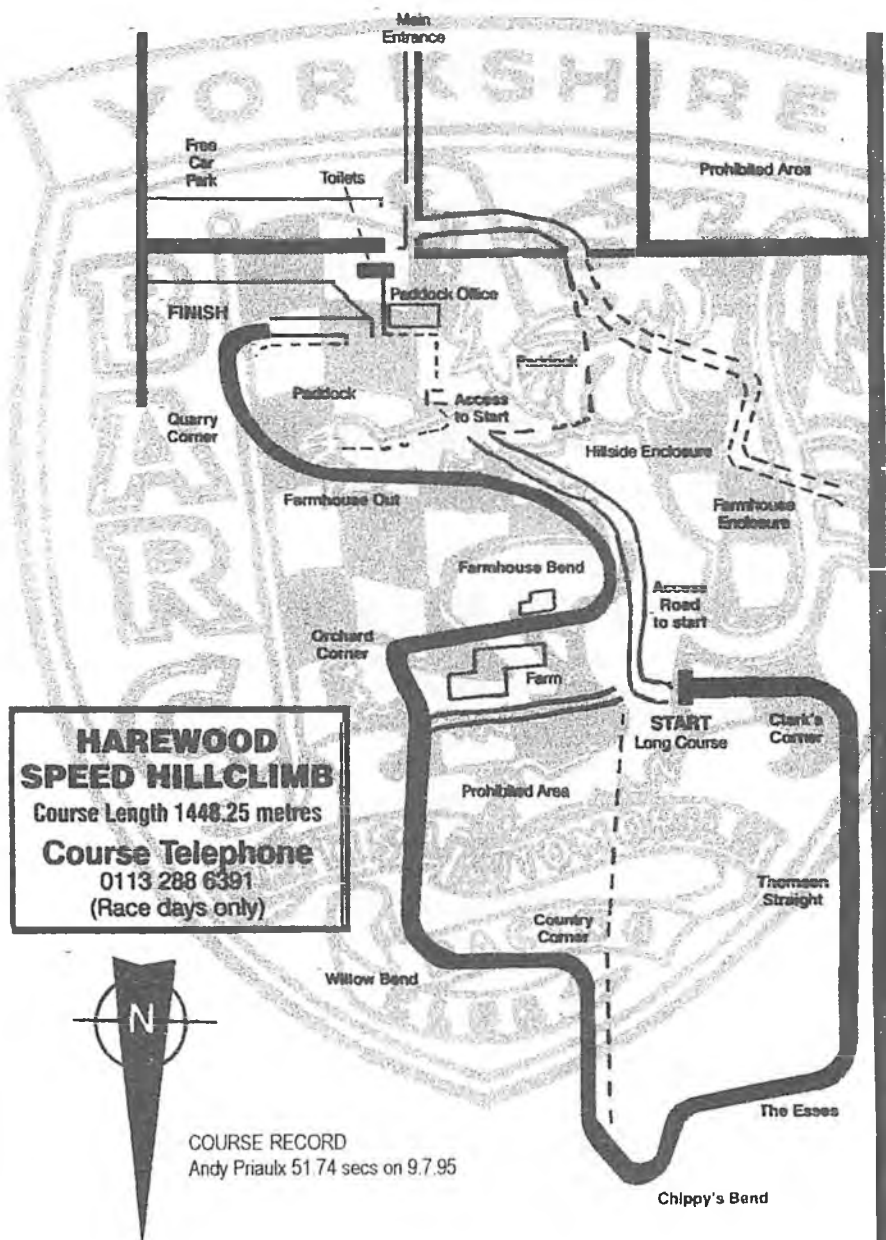 Main
Entrance
YORKSHIRE
Free
Car
Park
Toilets
Prohibited Area
FINISH
Paddock Office
Paddock
Paddock
Access
to Start
Quarry
Corner
Hillside Enclosure
Farmhouse Out
Farmhouse
Enclosure
Farmhouse Bend
Access
Road
to start
Orchard
Corner
Farm
START
Long Course
Clark's
Corner
BARC
HAREWOOD
SPEED HILLCLIMB
Course Length 1448.25 metres
Course Telephone
0113 288 6391
(Race days only)
Prohibited Area
Thomson
Straight
Country
Corner
Willow Bend
N
The Esses
COURSE RECORD
Andy Priaulx 51.74 secs on 9.7.95
Chippy's Bend